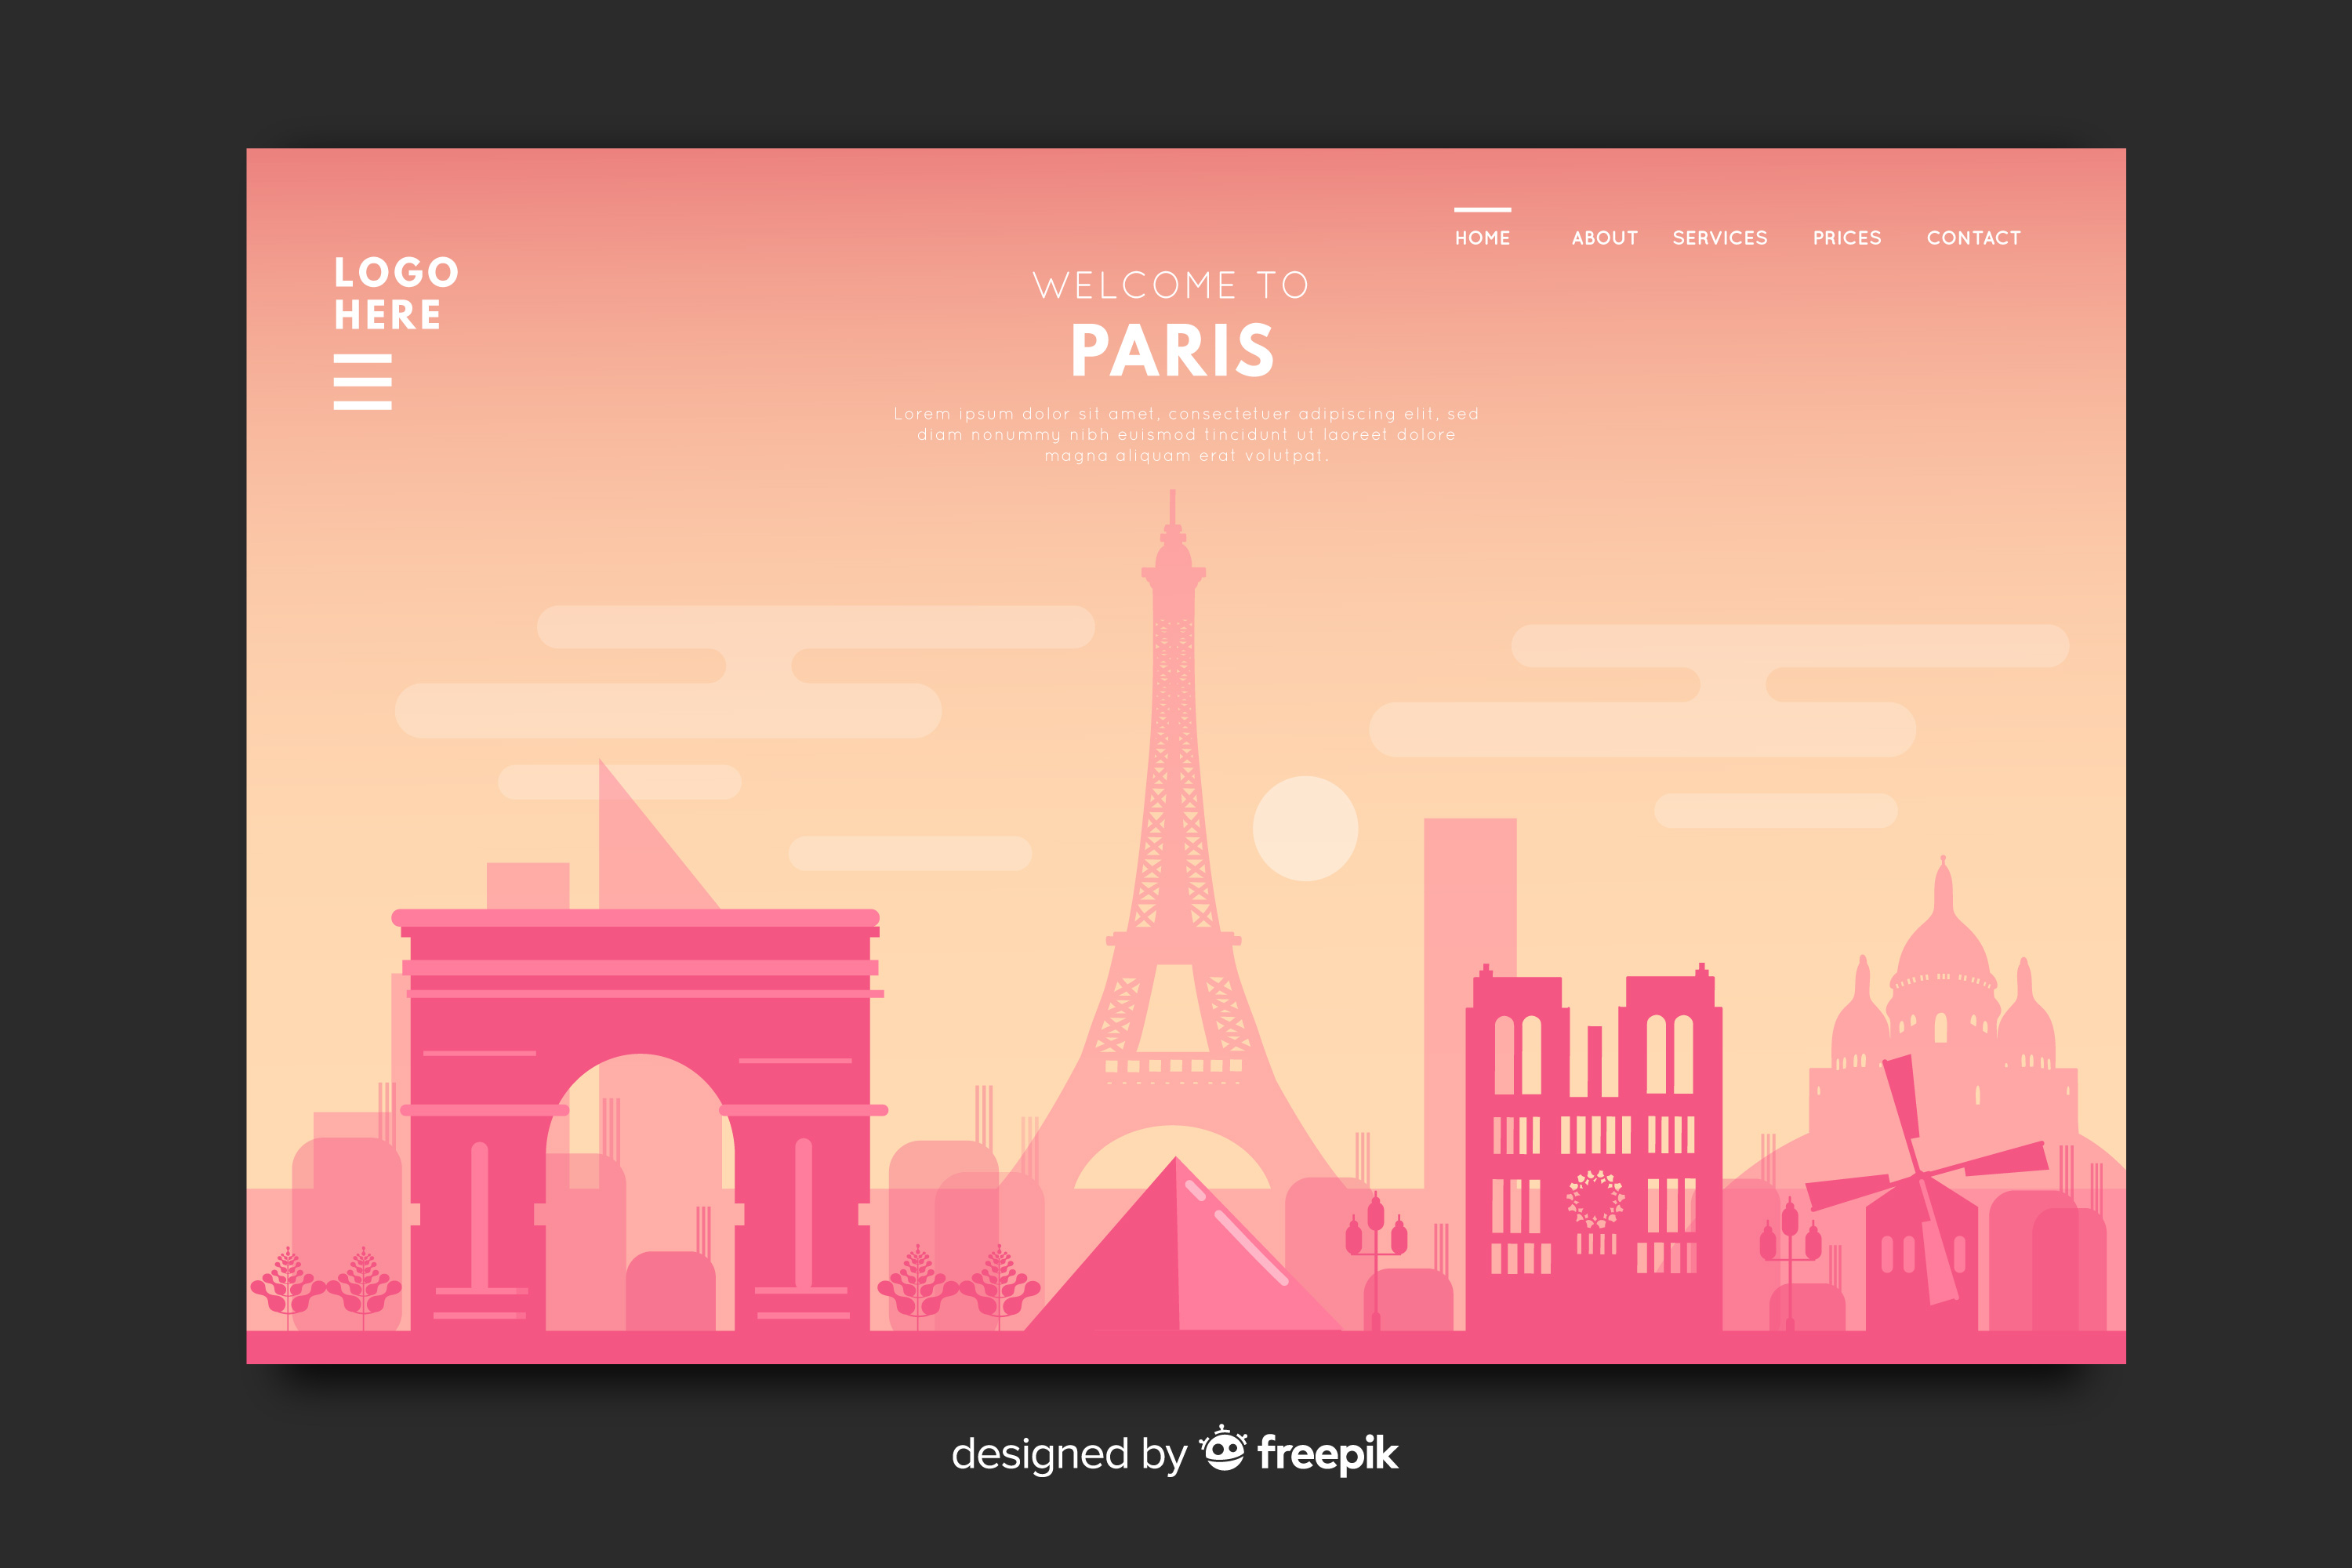 HOME ABOUT SERVICES PRICES CONTACT
LOGO
HERE
WELCOME TO
PARIS
Lorem ipsum dolor sit amet, consectetuer adipiscing elit, sed
diam nonummy nibh euismod tincidunt ut laoreet dolore
magna aliquam erat volutpat.
designed by freepik